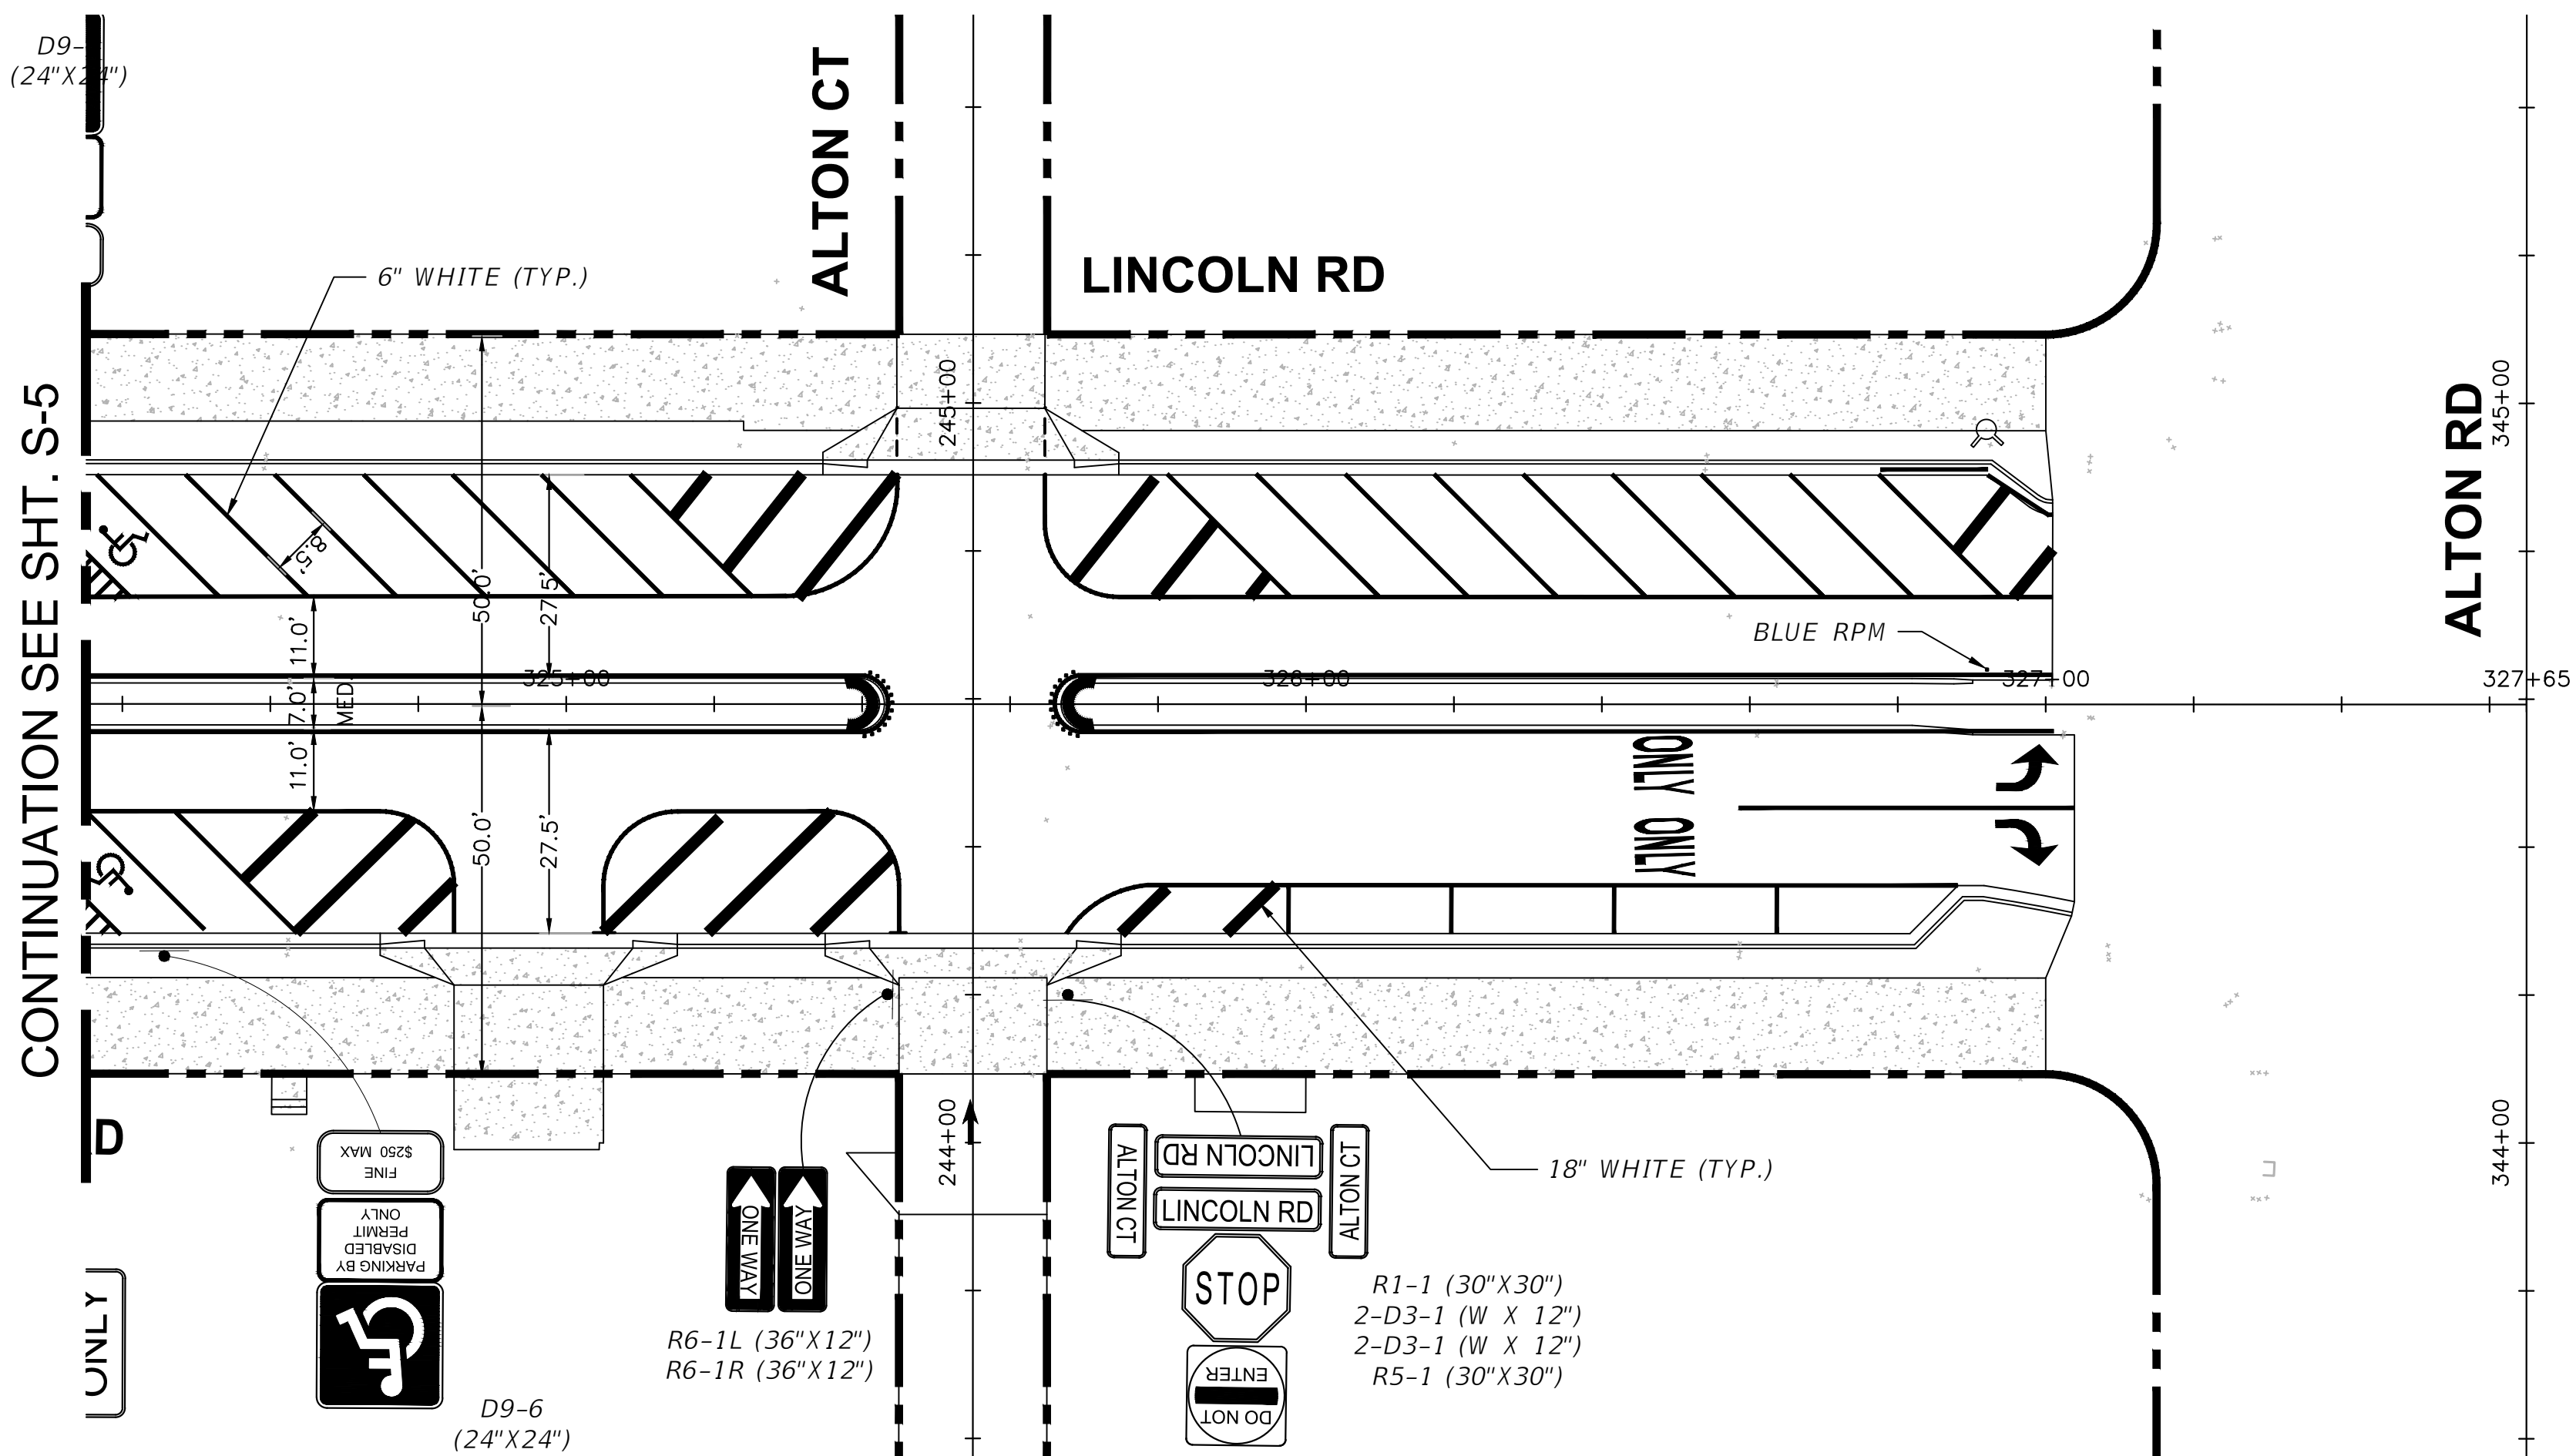 D9-
(24"X24")
ALTON CT
LINCOLN RD
6" WHITE (TYP.)
CONTINUATION SEE SHT. S-5
245+00
345+00
ALTON RD
8.5'
50.0'
27.5'
11.0'
BLUE RPM
325+00
326+00
327+00
327+65
7.0'
MED.
11.0'
50.0'
27.5'
ONLY
ONLY
244+00
344+00
D
$250 MAX
FINE
ONLY
PERMIT
DISABLED
PARKING BY
ONLY
D9-6
(24"X24")
ONE WAY
ONE WAY
R6-1L (36"X12")
R6-1R (36"X12")
ALTON CT
LINCOLN RD
LINCOLN RD
ALTON CT
STOP
ENTER
DO NOT
18" WHITE (TYP.)
R1-1 (30"X30")
2-D3-1 (W X 12")
2-D3-1 (W X 12")
R5-1 (30"X30")